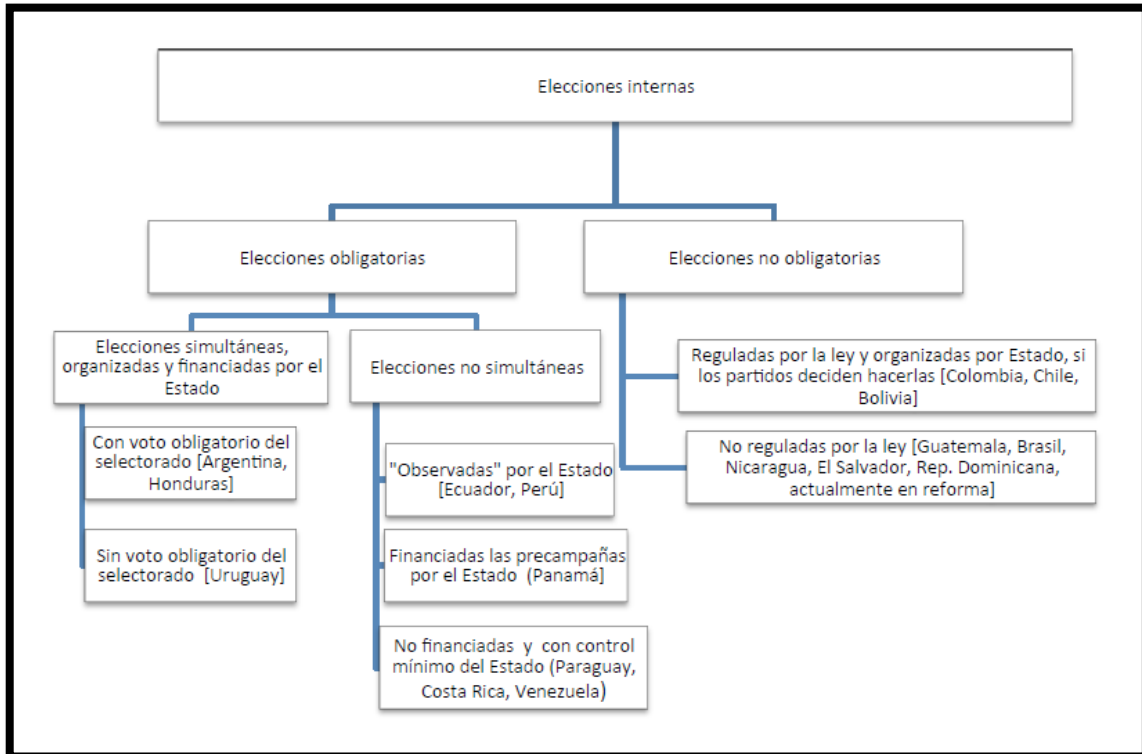 Elecciones internas
Elecciones obligatorias
Elecciones no obligatorias
Elecciones simultáneas,
organizadas y financiadas por el
Estado
Con voto obligatorio del
selectorado [Argentina,
Honduras]
Sin voto obligatorio del
selectorado [Uruguay]
Elecciones no simultáneas
"Observadas" por el Estado
[Ecuador, Perú]
Financiadas las precampañas
por el Estado (Panamá]
No financiadas y con control
mínimo del Estado (Paraguay,
Costa Rica, Venezuela)
Reguladas por la ley y organizadas por Estado, si
los partidos deciden hacerlas [Colombia, Chile,
Bolivia]
No reguladas por la ley [Guatemala, Brasil,
Nicaragua, El Salvador, Rep. Dominicana,
actualmente en reforma]